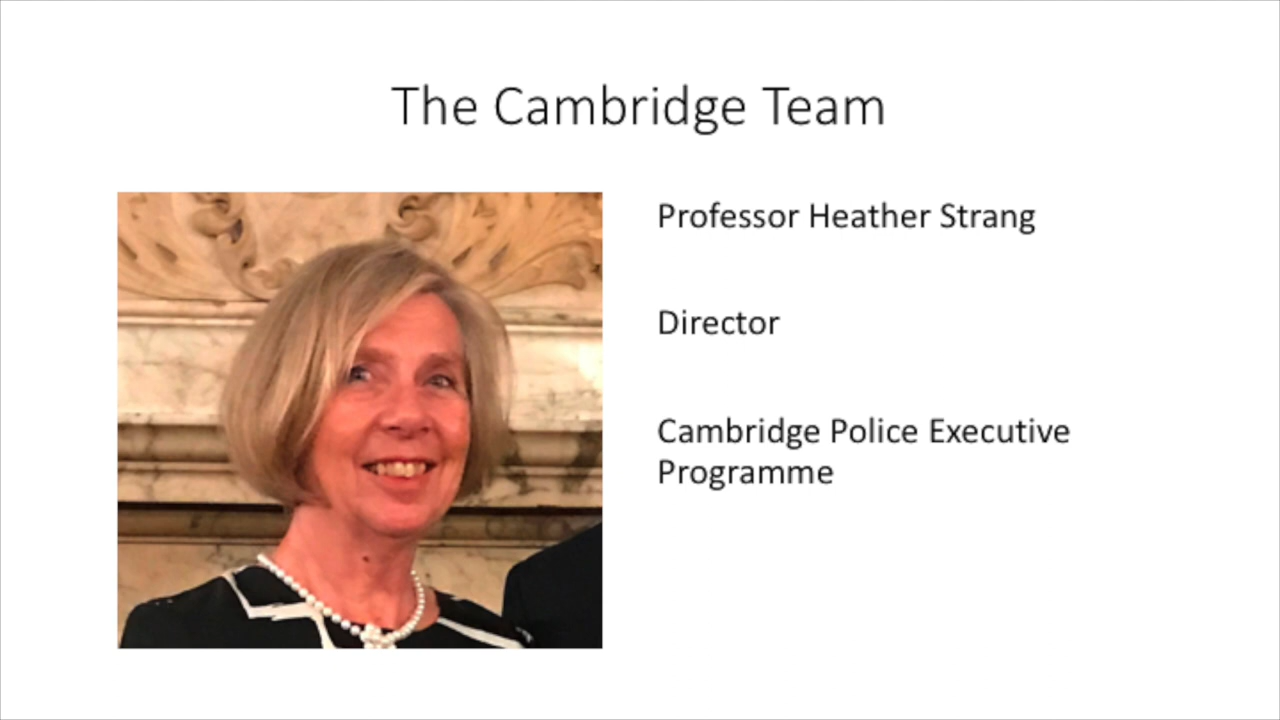 The Cambridge Team
Professor Heather Strang
Director
Cambridge Police Executive
Programme